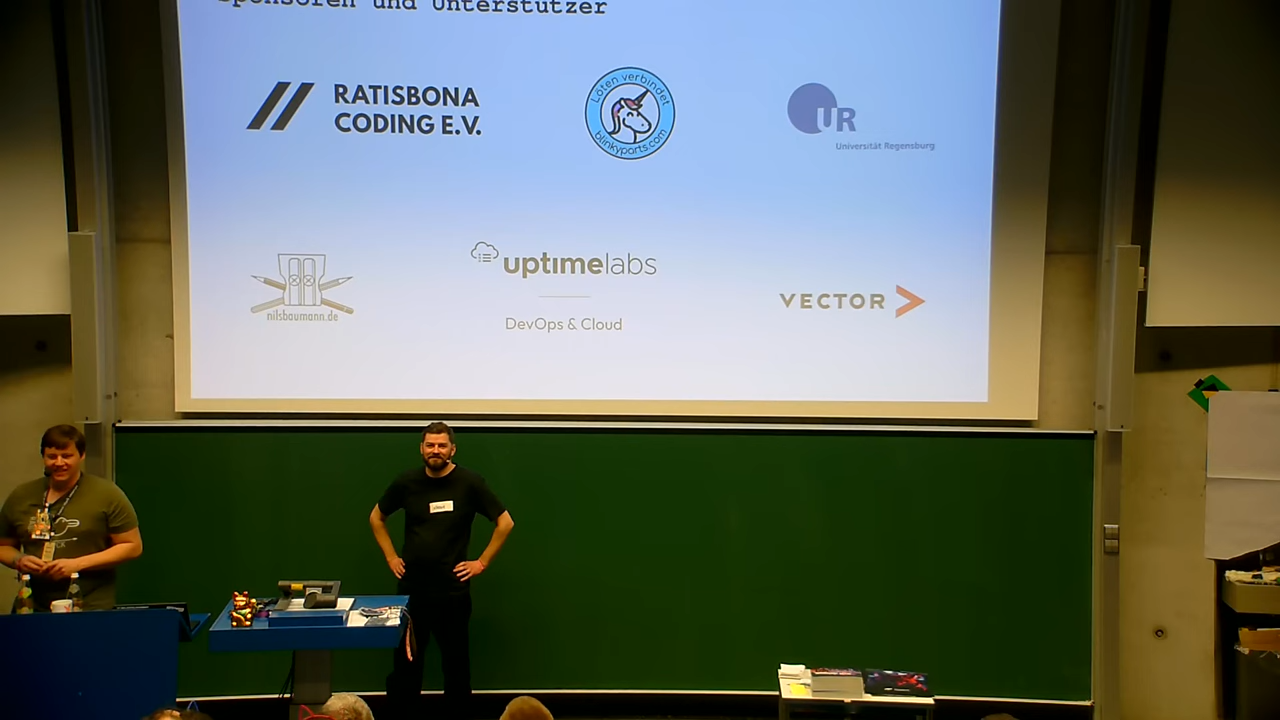 Sponsoren und Unterstützer
RATISBONA
CODING E.V.
Löten verbindet
blinkyparts.com
UR
Universität Regensburg
nilsbaumann.de
uptimelabs
DevOps & Cloud
VECTOR